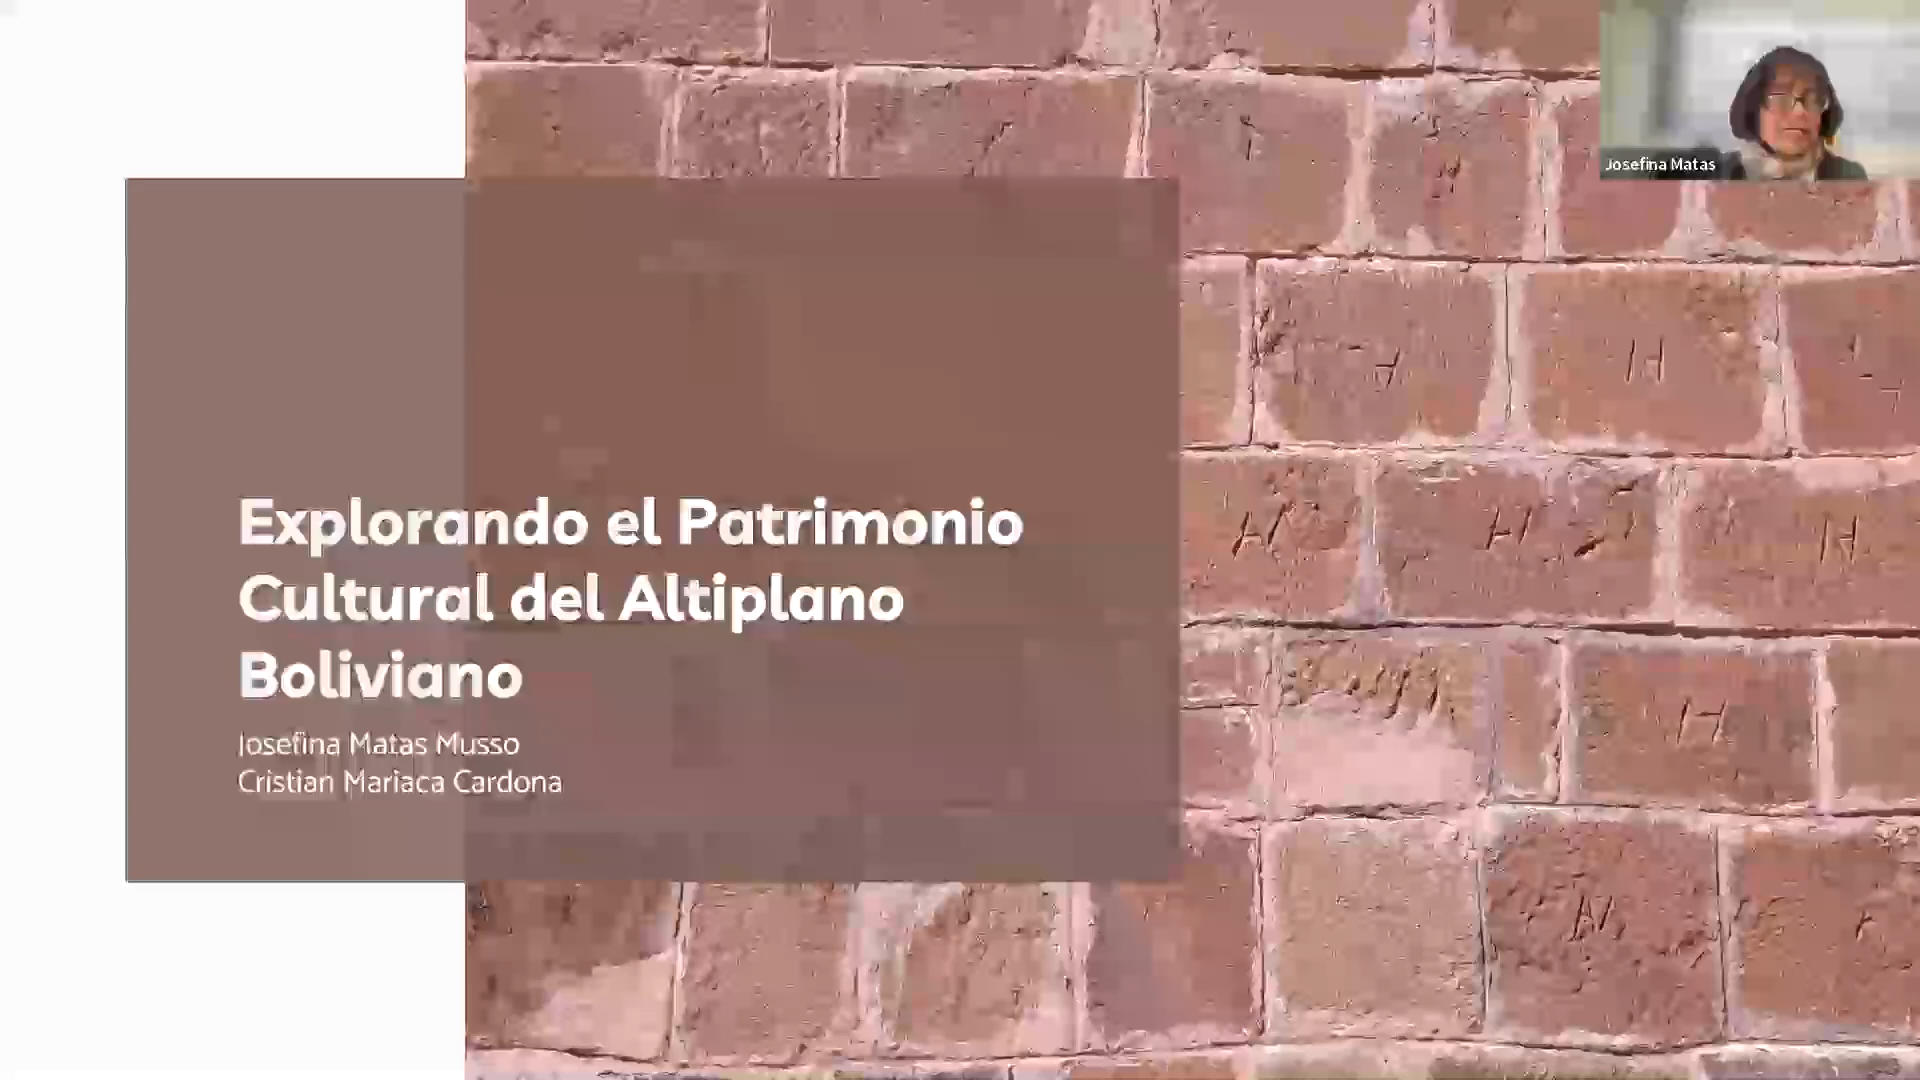 Explorando el Patrimonio
Cultural del Altiplano
Boliviano
Josefina Matas Musso
Cristian Mariaca Cardona
Josefina Matas